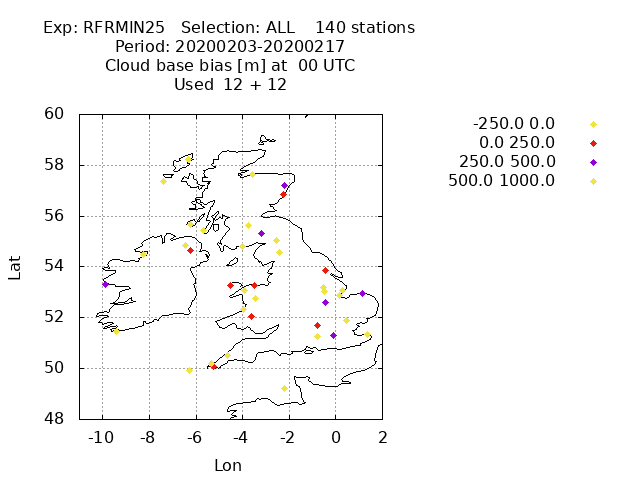 Exp: RFRMIN25 Selection: ALL 140 stations
Period: 20200203-20200217
Cloud base bias [m] at 00 UTC
Used 12 + 12
-250.0 0.0
0.0 250.0
250.0 500.0
500.0 1000.0
60
58
56
54
52
50
48
Lat
-10 -8 -6 -4 -2 0 2
Lon